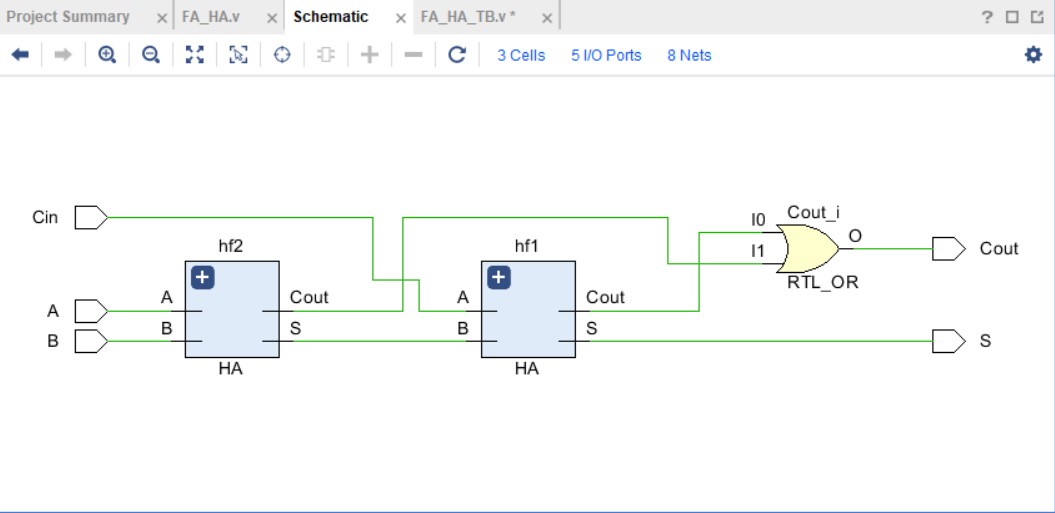 Project Summary × FA_HA.v × Schematic × FA_HA_TB.v * ×
3 Cells 5 I/O Ports 8 Nets
Cin
hf2
A
B
Cout
S
HA
A
B
hf1
A
B
Cout
S
HA
I0
I1
Cout_i
O
RTL_OR
Cout
S